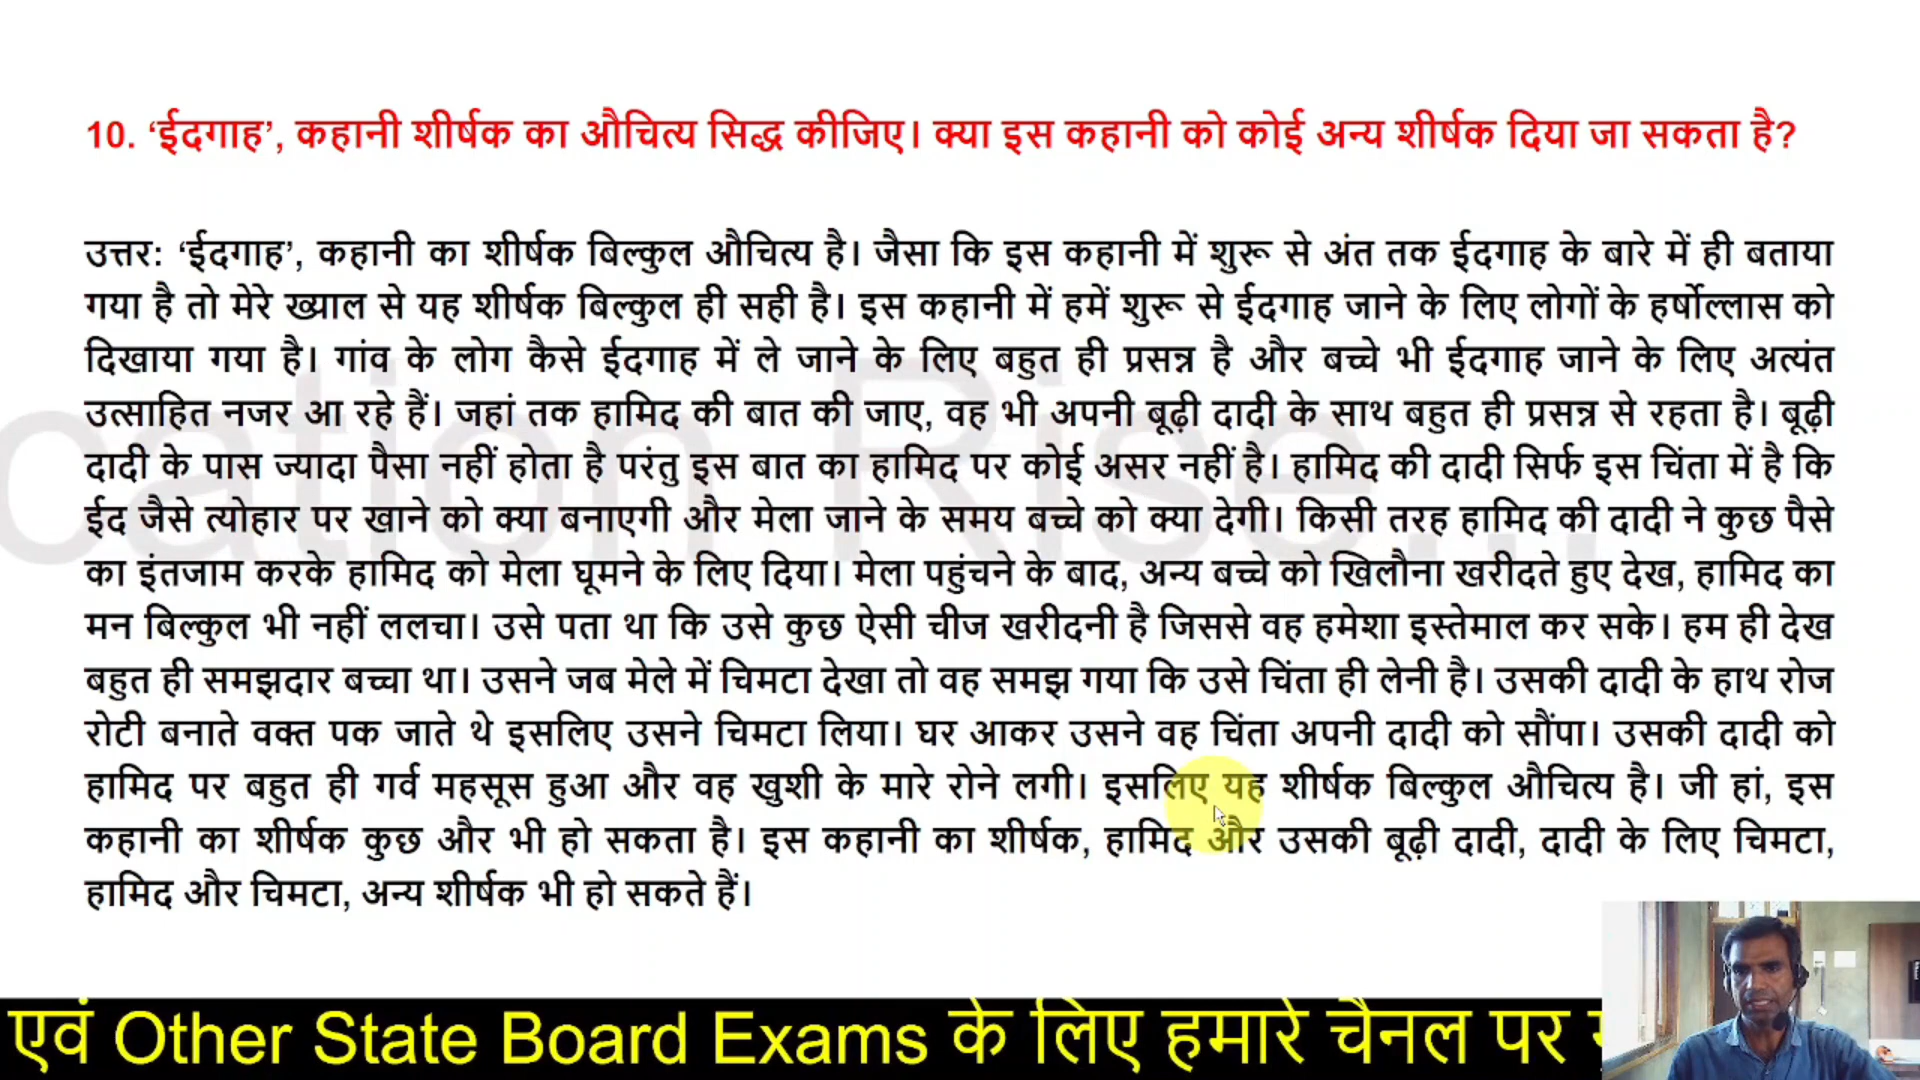 10. ‘ईदगाह’, कहानी शीर्षक का औचित्य सिद्ध कीजिए। क्या इस कहानी को कोई अन्य शीर्षक दिया जा सकता है?
उत्तर: ‘ईदगाह’, कहानी का शीर्षक बिल्कुल औचित्य है। जैसा कि इस कहानी में शुरू से अंत तक ईदगाह के बारे में ही बताया
गया है तो मेरे ख्याल से यह शीर्षक बिल्कुल ही सही है। इस कहानी में हमें शुरू से ईदगाह जाने के लिए लोगों के हर्षोल्लास को
दिखाया गया है। गांव के लोग कैसे ईदगाह में ले जाने के लिए बहुत ही प्रसन्न है और बच्चे भी ईदगाह जाने के लिए अत्यंत
उत्साहित नजर आ रहे हैं। जहां तक हामिद की बात की जाए, वह भी अपनी बूढ़ी दादी के साथ बहुत ही प्रसन्न से रहता है। बूढ़ी
दादी के पास ज्यादा पैसा नहीं होता है परंतु इस बात का हामिद पर कोई असर नहीं है। हामिद की दादी सिर्फ इस चिंता में है कि
ईद जैसे त्योहार पर खाने को क्या बनाएगी और मेला जाने के समय बच्चे को क्या देगी। किसी तरह हामिद की दादी ने कुछ पैसे
का इंतजाम करके हामिद को मेला घूमने के लिए दिया। मेला पहुंचने के बाद, अन्य बच्चे को खिलौना खरीदते हुए देख, हामिद का
मन बिल्कुल भी नहीं ललचा। उसे पता था कि उसे कुछ ऐसी चीज खरीदनी है जिससे वह हमेशा इस्तेमाल कर सके। हम ही देख
बहुत ही समझदार बच्चा था। उसने जब मेले में चिमटा देखा तो वह समझ गया कि उसे चिंता ही लेनी है। उसकी दादी के हाथ रोज
रोटी बनाते वक्त पक जाते थे इसलिए उसने चिमटा लिया। घर आकर उसने वह चिंता अपनी दादी को सौंपा। उसकी दादी को
हामिद पर बहुत ही गर्व महसूस हुआ और वह खुशी के मारे रोने लगी। इसलिए यह शीर्षक बिल्कुल औचित्य है। जी हां, इस
कहानी का शीर्षक कुछ और भी हो सकता है। इस कहानी का शीर्षक, हामिद और उसकी बूढ़ी दादी, दादी के लिए चिमटा,
हामिद और चिमटा, अन्य शीर्षक भी हो सकते हैं।
cation Rise...
एवं Other State Board Exams के लिए हमारे चैनल पर